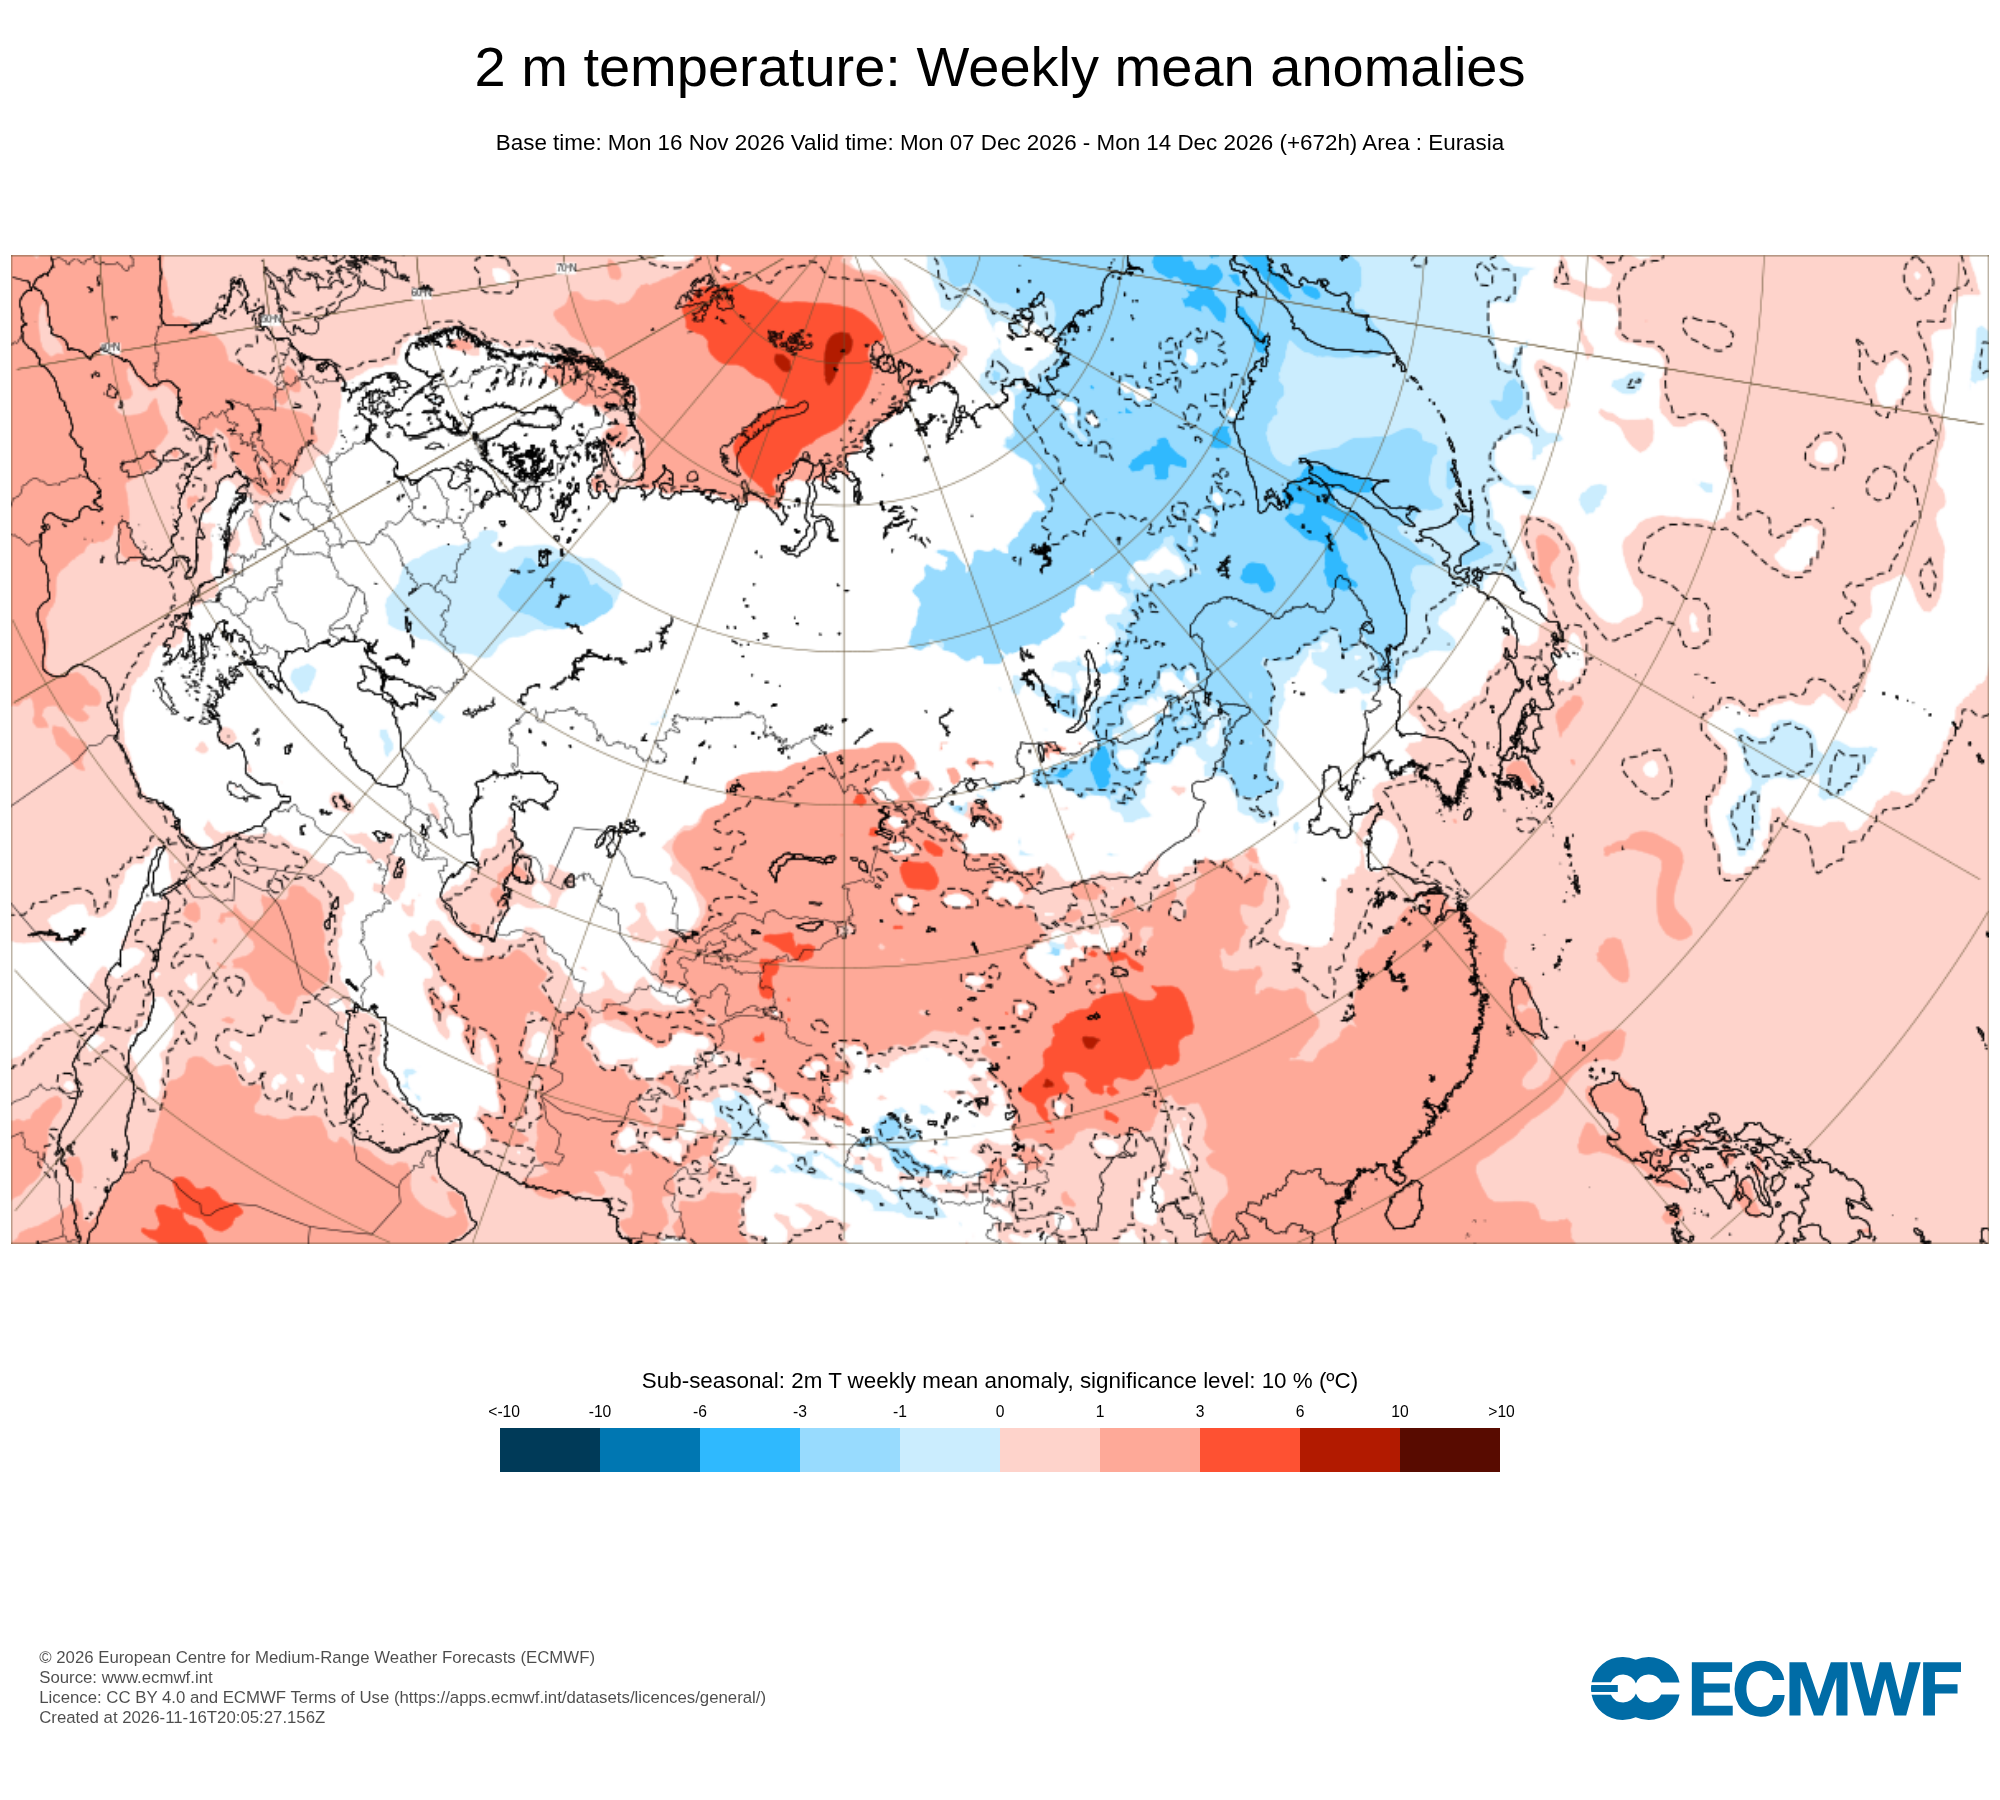 2 m temperature: Weekly mean anomalies
Base time: Mon 16 Nov 2026 Valid time: Mon 07 Dec 2026 - Mon 14 Dec 2026 (+672h) Area : Eurasia
70°N
60°N
50°N
40°N
Sub-seasonal: 2m T weekly mean anomaly, significance level: 10 % (ºC)
<-10 -10 -6 -3 -1 0 1 3 6 10 >10
© 2026 European Centre for Medium-Range Weather Forecasts (ECMWF)
Source: www.ecmwf.int
Licence: CC BY 4.0 and ECMWF Terms of Use (https://apps.ecmwf.int/datasets/licences/general/)
Created at 2026-11-16T20:05:27.156Z
ECMWF